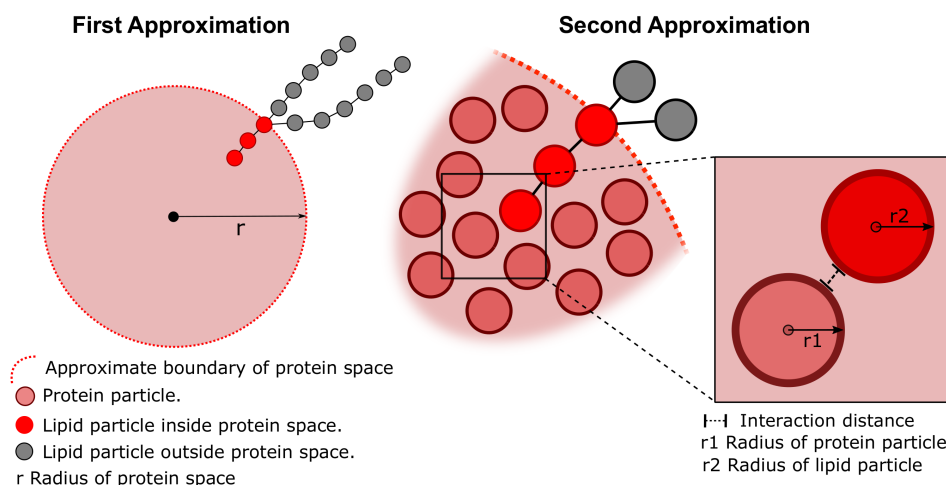 First Approximation
Second Approximation
r
r2
r1
Approximate boundary of protein space
Protein particle.
Lipid particle inside protein space.
Lipid particle outside protein space.
r Radius of protein space
Interaction distance
r1 Radius of protein particle
r2 Radius of lipid particle